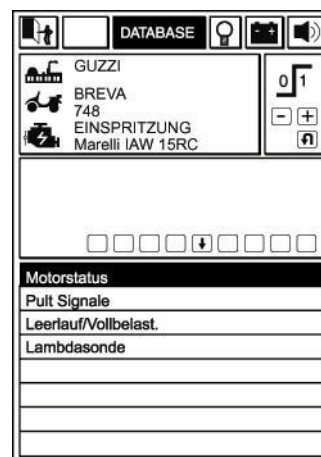 DATABASE
GUZZI
BREVA
748
EINSPRITZUNG
Marelli IAW 15RC
0 1
- +
Motorstatus
Pult Signale
Leerlauf/Vollbelast.
Lambdasonde